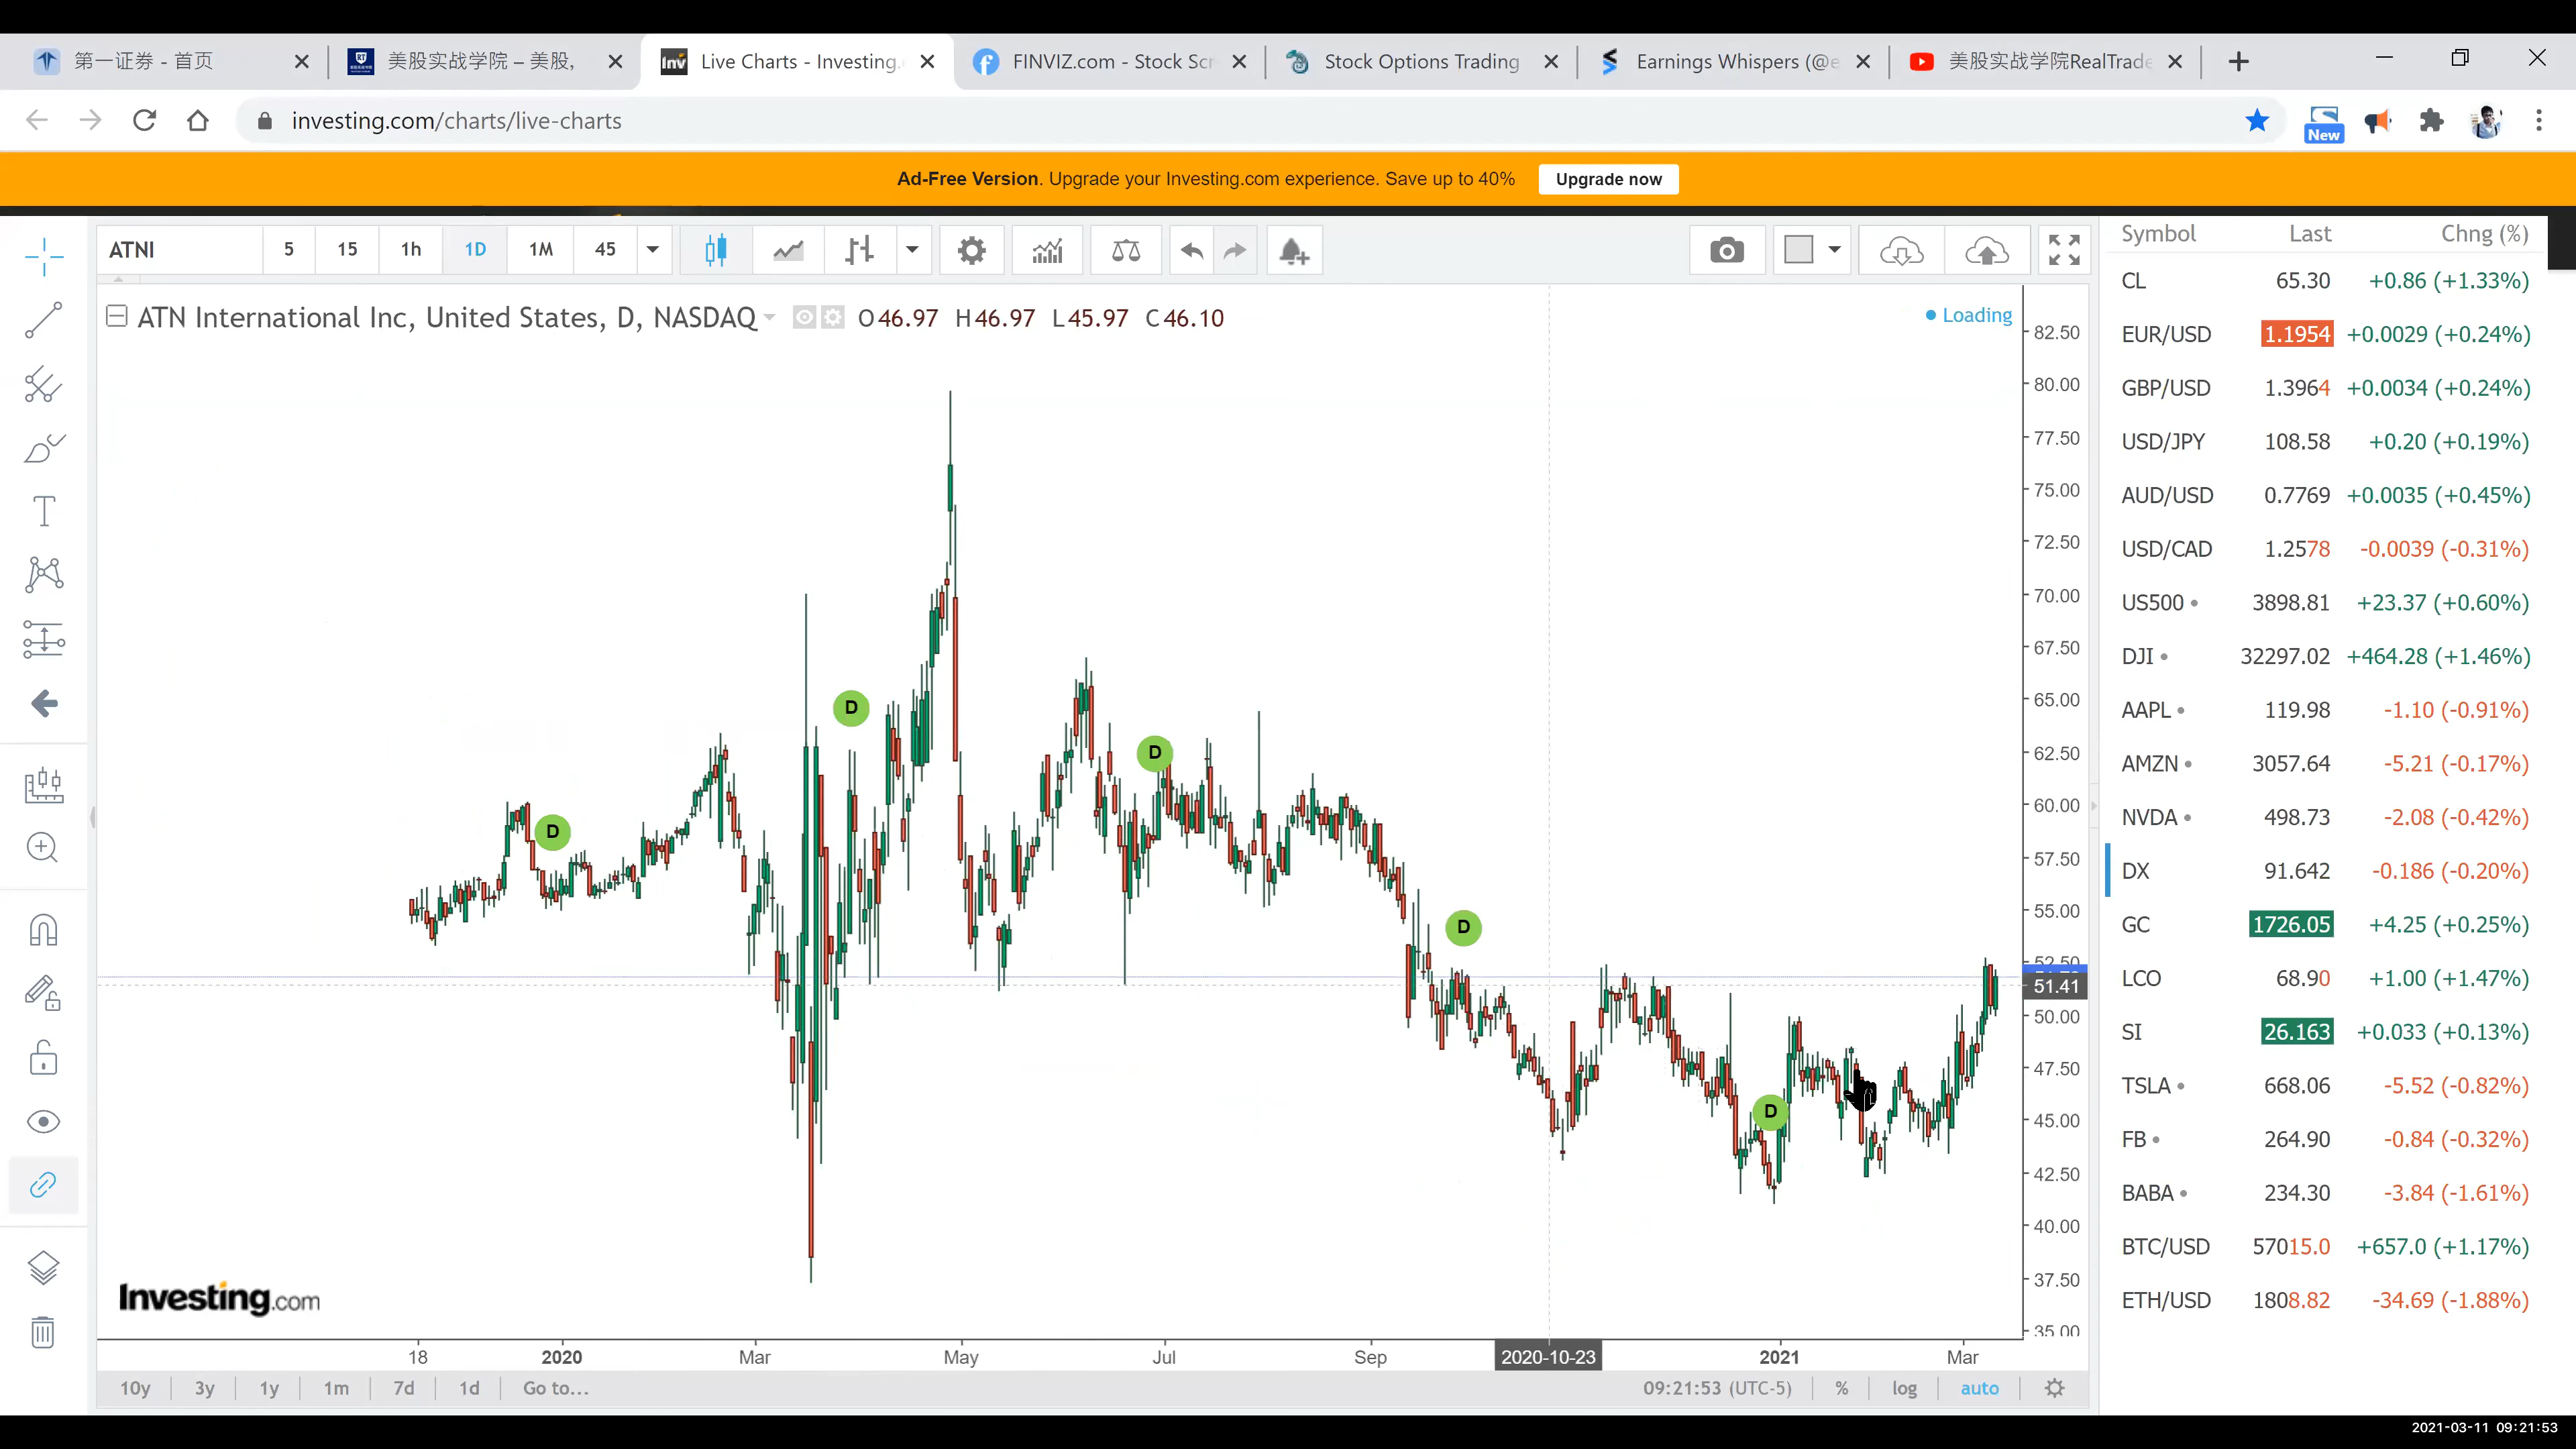 第一证券 - 首页
美股实战学院 – 美股,
Live Charts - Investing.
FINVIZ.com - Stock Scr
Stock Options Trading
Earnings Whispers (@e
美股实战学院RealTrade
investing.com/charts/live-charts
New
Ad-Free Version. Upgrade your Investing.com experience. Save up to 40%
Upgrade now
ATNI
5
15
1h
1D
1M
45
ATN International Inc, United States, D, NASDAQ
O46.97 H46.97 L45.97 C46.10
Loading
82.50
80.00
77.50
75.00
72.50
70.00
67.50
65.00
62.50
60.00
57.50
55.00
52.50
51.41
50.00
47.50
45.00
42.50
40.00
37.50
35.00
D
D
D
D
D
Investing.com
18
2020
Mar
May
Jul
Sep
2020-10-23
2021
Mar
10y
3y
1y
1m
7d
1d
Go to...
09:21:53 (UTC-5)
%
log
auto
Symbol Last Chng (%)
CL 65.30 +0.86 (+1.33%)
EUR/USD 1.1954 +0.0029 (+0.24%)
GBP/USD 1.3964 +0.0034 (+0.24%)
USD/JPY 108.58 +0.20 (+0.19%)
AUD/USD 0.7769 +0.0035 (+0.45%)
USD/CAD 1.2578 -0.0039 (-0.31%)
US500 3898.81 +23.37 (+0.60%)
DJI 32297.02 +464.28 (+1.46%)
AAPL 119.98 -1.10 (-0.91%)
AMZN 3057.64 -5.21 (-0.17%)
NVDA 498.73 -2.08 (-0.42%)
DX 91.642 -0.186 (-0.20%)
GC 1726.05 +4.25 (+0.25%)
LCO 68.90 +1.00 (+1.47%)
SI 26.163 +0.033 (+0.13%)
TSLA 668.06 -5.52 (-0.82%)
FB 264.90 -0.84 (-0.32%)
BABA 234.30 -3.84 (-1.61%)
BTC/USD 57015.0 +657.0 (+1.17%)
ETH/USD 1808.82 -34.69 (-1.88%)
2021-03-11 09:21:53